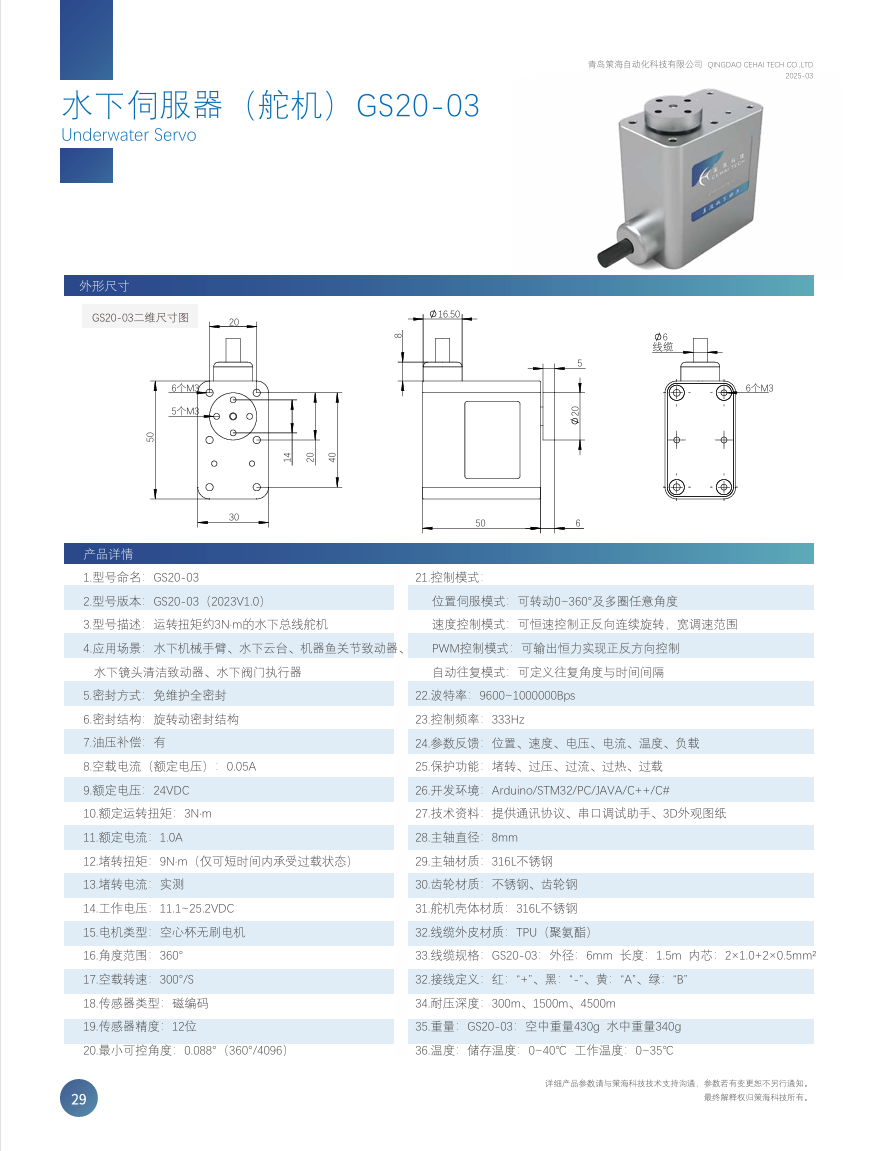 青岛策海自动化科技有限公司 QINGDAO CEHAI TECH CO.,LTD
2025-03
水下伺服器（舵机）GS20-03
Underwater Servo
策海科技
CEHAI TECH
外形尺寸
GS20-03二维尺寸图
20
6个M3
5个M3
50
14
20
40
30
Ø16.50
8
5
Ø20
50
6
Ø6
线缆
6个M3
产品详情
1.型号命名：GS20-03
2.型号版本：GS20-03（2023V1.0）
3.型号描述：运转扭矩约3N·m的水下总线舵机
4.应用场景：水下机械手臂、水下云台、机器鱼关节致动器、
水下镜头清洁致动器、水下阀门执行器
5.密封方式：免维护全密封
6.密封结构：旋转动密封结构
7.油压补偿：有
8.空载电流（额定电压）：0.05A
9.额定电压：24VDC
10.额定运转扭矩：3N·m
11.额定电流：1.0A
12.堵转扭矩：9N·m（仅可短时间内承受过载状态）
13.堵转电流：实测
14.工作电压：11.1~25.2VDC
15.电机类型：空心杯无刷电机
16.角度范围：360°
17.空载转速：300°/S
18.传感器类型：磁编码
19.传感器精度：12位
20.最小可控角度：0.088°（360°/4096）
21.控制模式：
位置伺服模式：可转动0~360°及多圈任意角度
速度控制模式：可恒速控制正反向连续旋转，宽调速范围
PWM控制模式：可输出恒力实现正反方向控制
自动往复模式：可定义往复角度与时间间隔
22.波特率：9600~1000000Bps
23.控制频率：333Hz
24.参数反馈：位置、速度、电压、电流、温度、负载
25.保护功能：堵转、过压、过流、过热、过载
26.开发环境：Arduino/STM32/PC/JAVA/C++/C#
27.技术资料：提供通讯协议、串口调试助手、3D外观图纸
28.主轴直径：8mm
29.主轴材质：316L不锈钢
30.齿轮材质：不锈钢、齿轮钢
31.舵机壳体材质：316L不锈钢
32.线缆外皮材质：TPU（聚氨酯）
33.线缆规格：GS20-03：外径：6mm 长度：1.5m 内芯：2×1.0+2×0.5mm²
32.接线定义：红：“+”、黑：“-”、黄：“A”、绿：“B”
34.耐压深度：300m、1500m、4500m
35.重量：GS20-03：空中重量430g 水中重量340g
36.温度：储存温度：0~40℃ 工作温度：0~35℃
详细产品参数请与策海科技技术支持沟通，参数若有变更恕不另行通知。
最终解释权归策海科技所有。
29